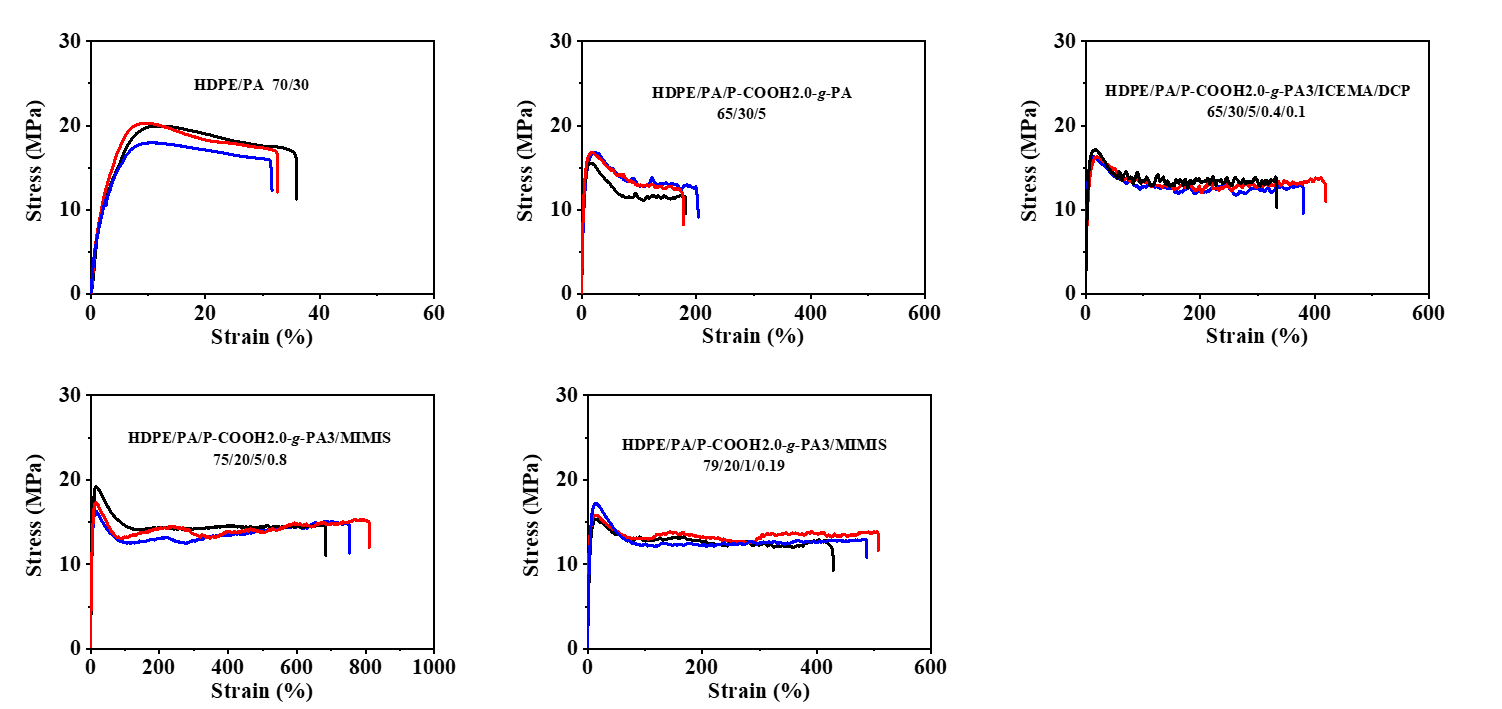 30
20
10
0
Stress (MPa)
HDPE/PA 70/30
0 20 40 60
Strain (%)
30
20
10
0
Stress (MPa)
HDPE/PA/P-COOH2.0-g-PA
65/30/5
0 200 400 600
Strain (%)
30
20
10
0
Stress (MPa)
HDPE/PA/P-COOH2.0-g-PA3/ICEMA/DCP
65/30/5/0.4/0.1
0 200 400 600
Strain (%)
30
20
10
0
Stress (MPa)
HDPE/PA/P-COOH2.0-g-PA3/MIMIS
75/20/5/0.8
0 200 400 600 800 1000
Strain (%)
30
20
10
0
Stress (MPa)
HDPE/PA/P-COOH2.0-g-PA3/MIMIS
79/20/1/0.19
0 200 400 600
Strain (%)